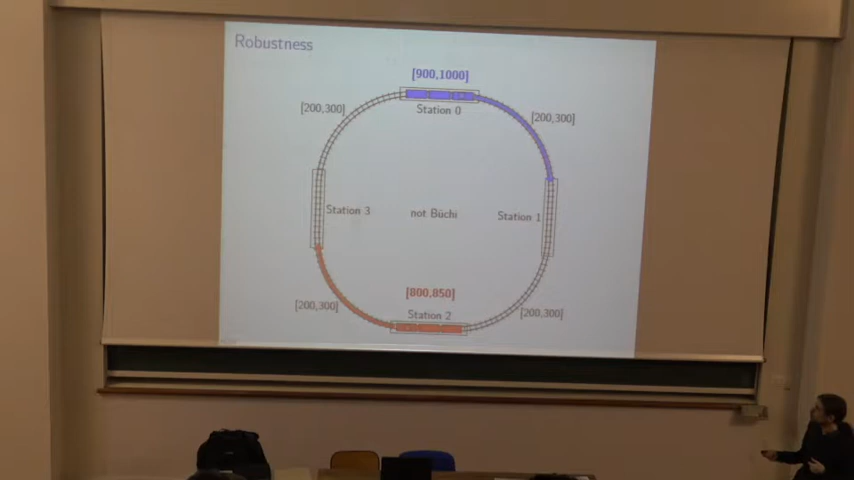 Robustness
[900,1000]
Station 0
[200,300]
[200,300]
Station 3
not Büchi
Station 1
[800,850]
Station 2
[200,300]
[200,300]